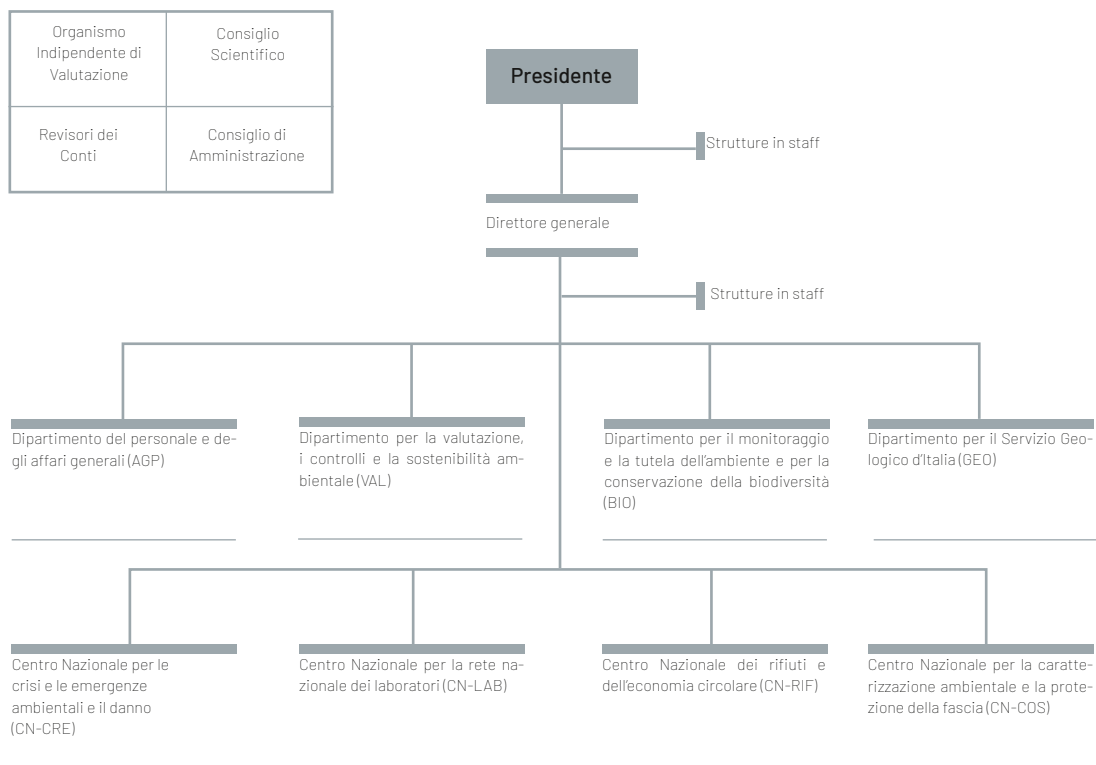 Organismo
Indipendente di
Valutazione
Consiglio
Scientifico
Revisori dei
Conti
Consiglio di
Amministrazione
Presidente
Strutture in staff
Direttore generale
Strutture in staff
Dipartimento del personale e de-
gli affari generali (AGP)
Dipartimento per la valutazione,
i controlli e la sostenibilità am-
bientale (VAL)
Dipartimento per il monitoraggio
e la tutela dell'ambiente e per la
conservazione della biodiversità
(BIO)
Dipartimento per il Servizio Geo-
logico d'Italia (GEO)
Centro Nazionale per le
crisi e le emergenze
ambientali e il danno
(CN-CRE)
Centro Nazionale per la rete na-
zionale dei laboratori (CN-LAB)
Centro Nazionale dei rifiuti e
dell'economia circolare (CN-RIF)
Centro Nazionale per la caratte-
rizzazione ambientale e la prote-
zione della fascia (CN-COS)